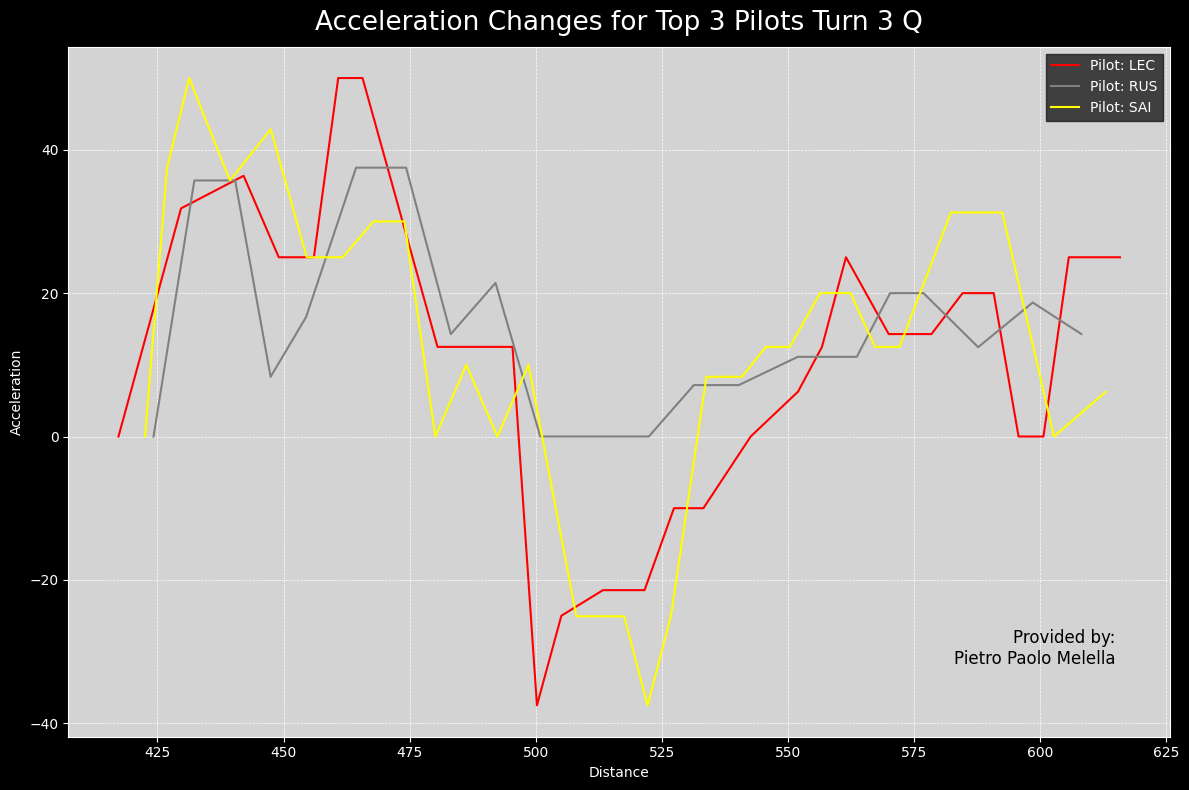 Acceleration Changes for Top 3 Pilots Turn 3 Q
Pilot: LEC
Pilot: RUS
Pilot: SAI
Acceleration
40
20
0
−20
−40
Provided by:
Pietro Paolo Melella
425 450 475 500 525 550 575 600 625
Distance